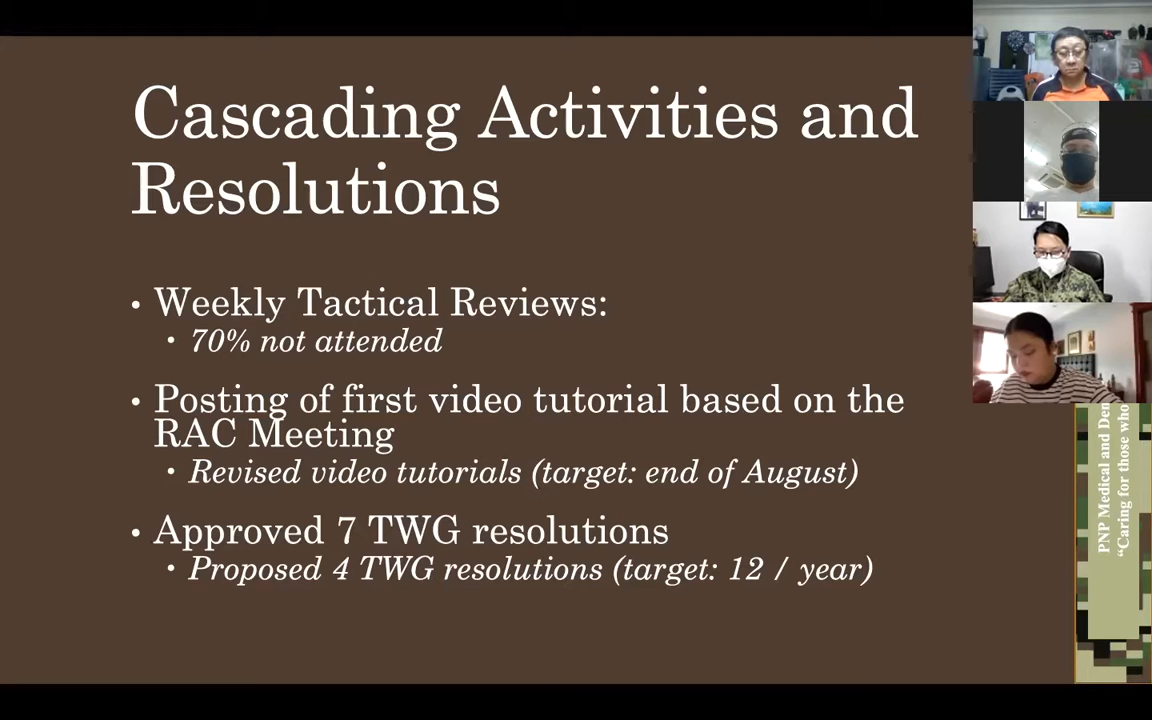 Cascading Activities and
Resolutions
• Weekly Tactical Reviews:
• 70% not attended
• Posting of first video tutorial based on the
RAC Meeting
• Revised video tutorials (target: end of August)
• Approved 7 TWG resolutions
• Proposed 4 TWG resolutions (target: 12 / year)
PNP Medical and Den
“Caring for those who